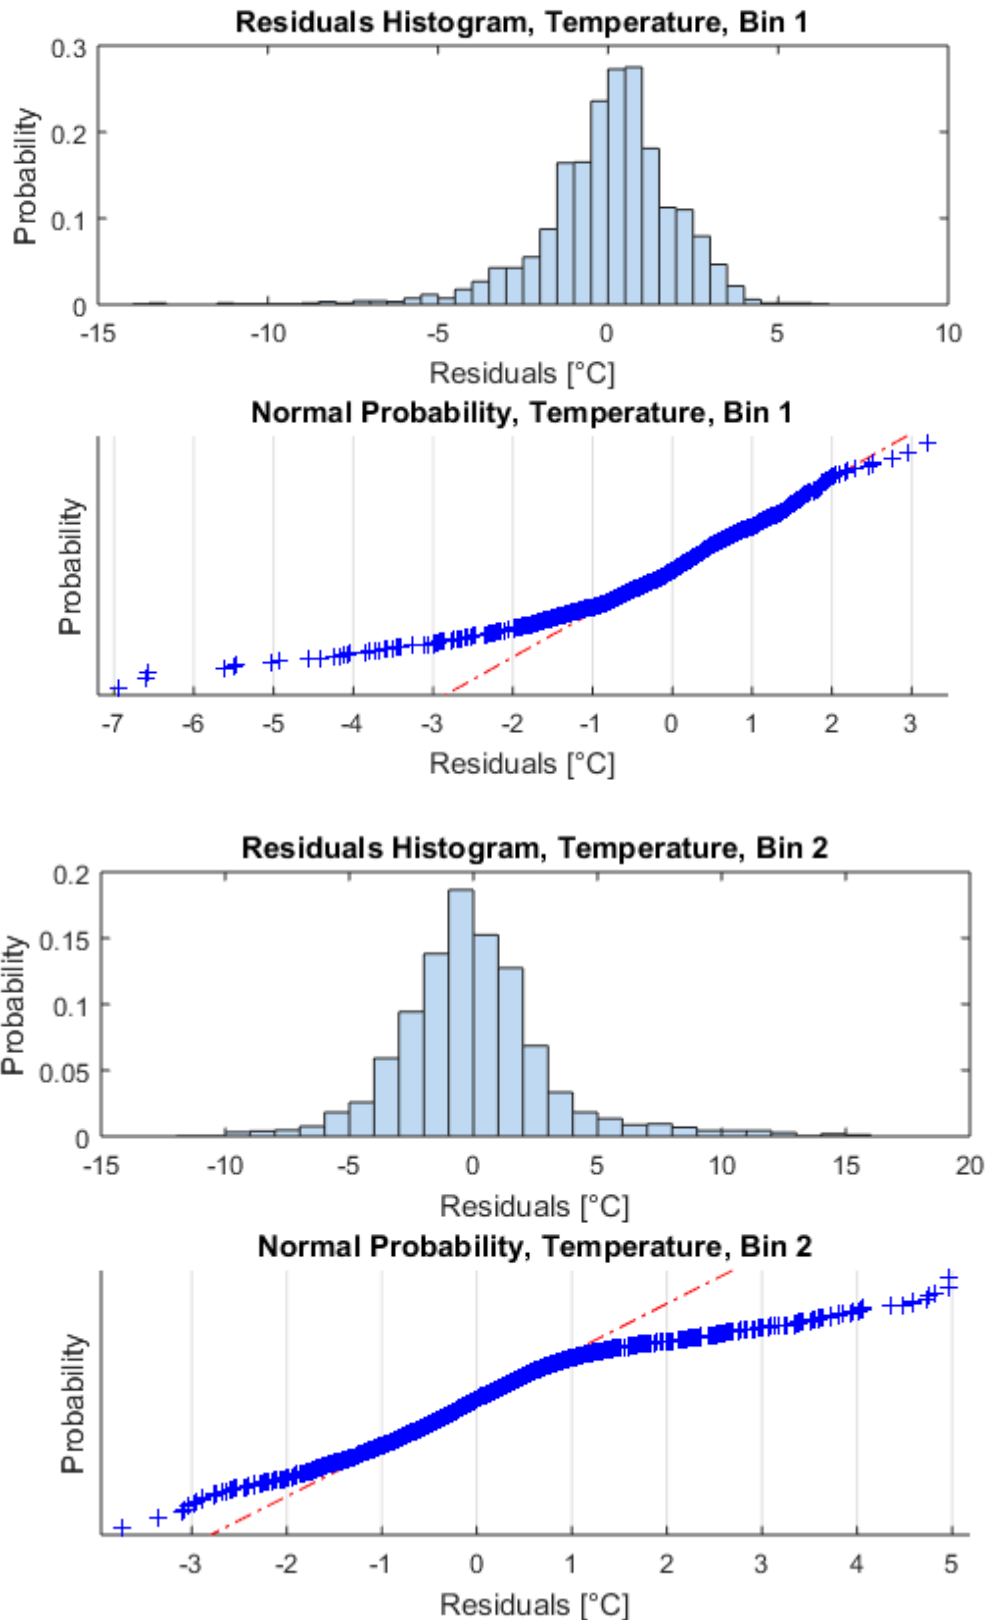 Residuals Histogram, Temperature, Bin 1
Probability
0.3
0.2
0.1
0
-15 -10 -5 0 5 10
Residuals [°C]
Normal Probability, Temperature, Bin 1
Probability
-7 -6 -5 -4 -3 -2 -1 0 1 2 3
Residuals [°C]
Residuals Histogram, Temperature, Bin 2
Probability
0.2
0.15
0.1
0.05
0
-15 -10 -5 0 5 10 15 20
Residuals [°C]
Normal Probability, Temperature, Bin 2
Probability
-3 -2 -1 0 1 2 3 4 5
Residuals [°C]